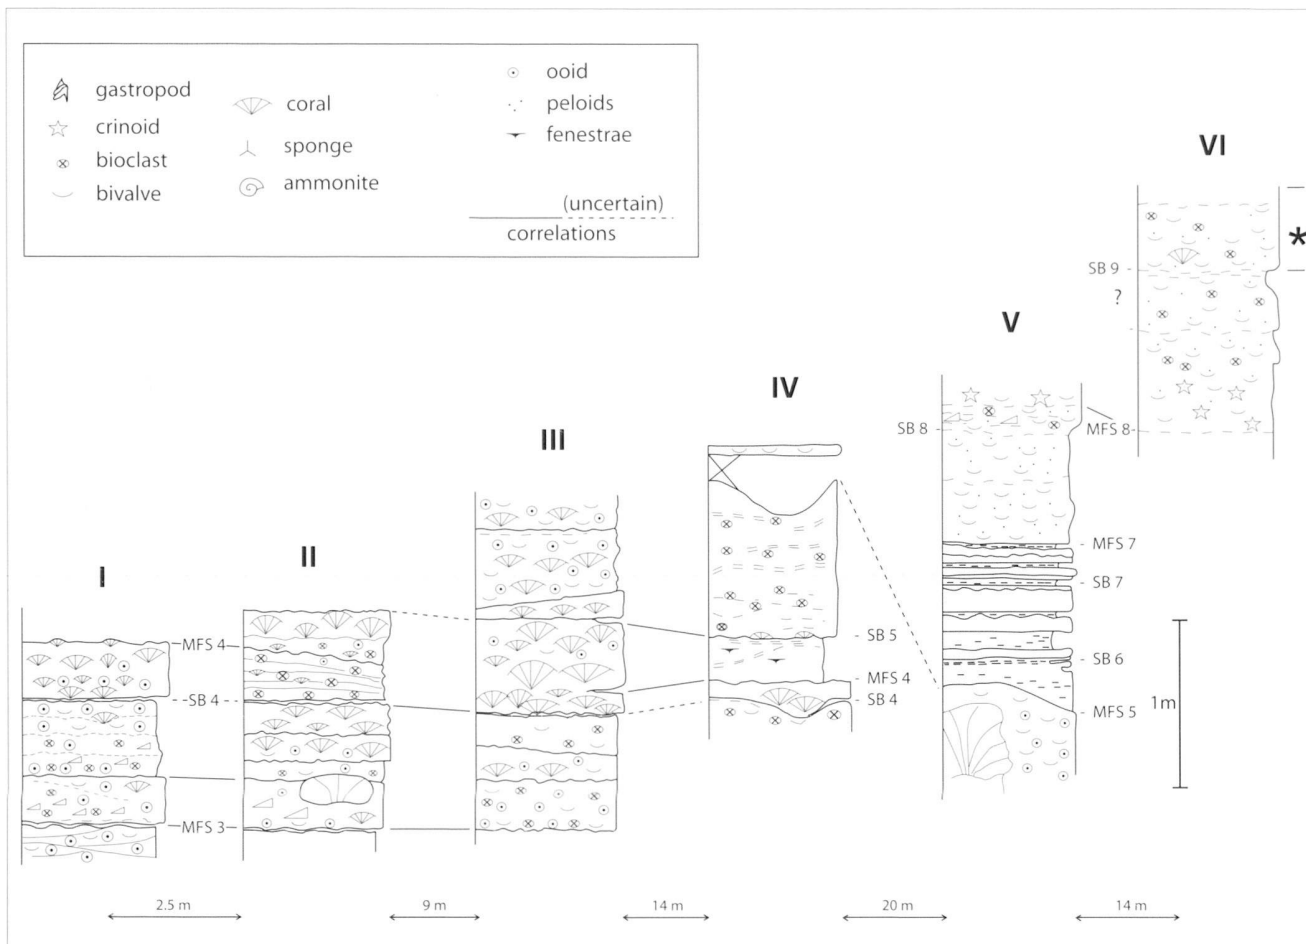 gastropod
crinoid
bioclast
bivalve
coral
sponge
ammonite
ooid
peloids
fenestrae
(uncertain)
correlations
I
II
III
IV
V
VI
*
SB 9
?
MFS 8
SB 8
MFS 7
SB 7
SB 6
MFS 5
1m
SB 5
MFS 4
SB 4
MFS 4
SB 4
MFS 3
2.5 m
9 m
14 m
20 m
14 m